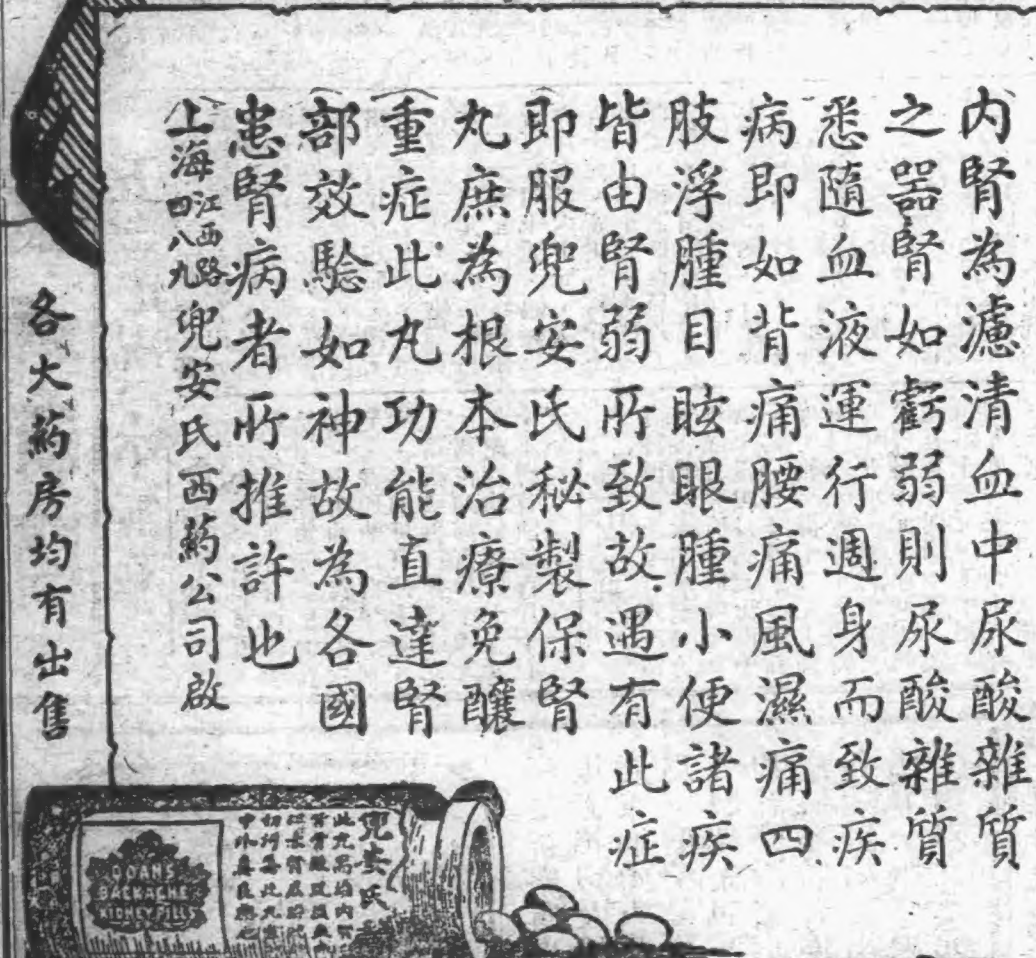 内腎為濾清血中尿酸雜質
之器腎如虧弱則尿酸雜質
悉隨血液運行週身而致疾
病即如背痛腰痛風濕痛四
肢浮腫目眩眼腫小便諸疾
皆由腎弱所致故遇有此症
即服兜安氏秘製保腎
丸庶為根本治療免釀
重症此丸功能直達腎
部效驗如神故為各國
患腎病者所推許也
上海江西路四八九兜安氏西葯公司啟
各大葯房均有出售
兜安氏
DOANS
BACKACHE
KIDNEY PILLS